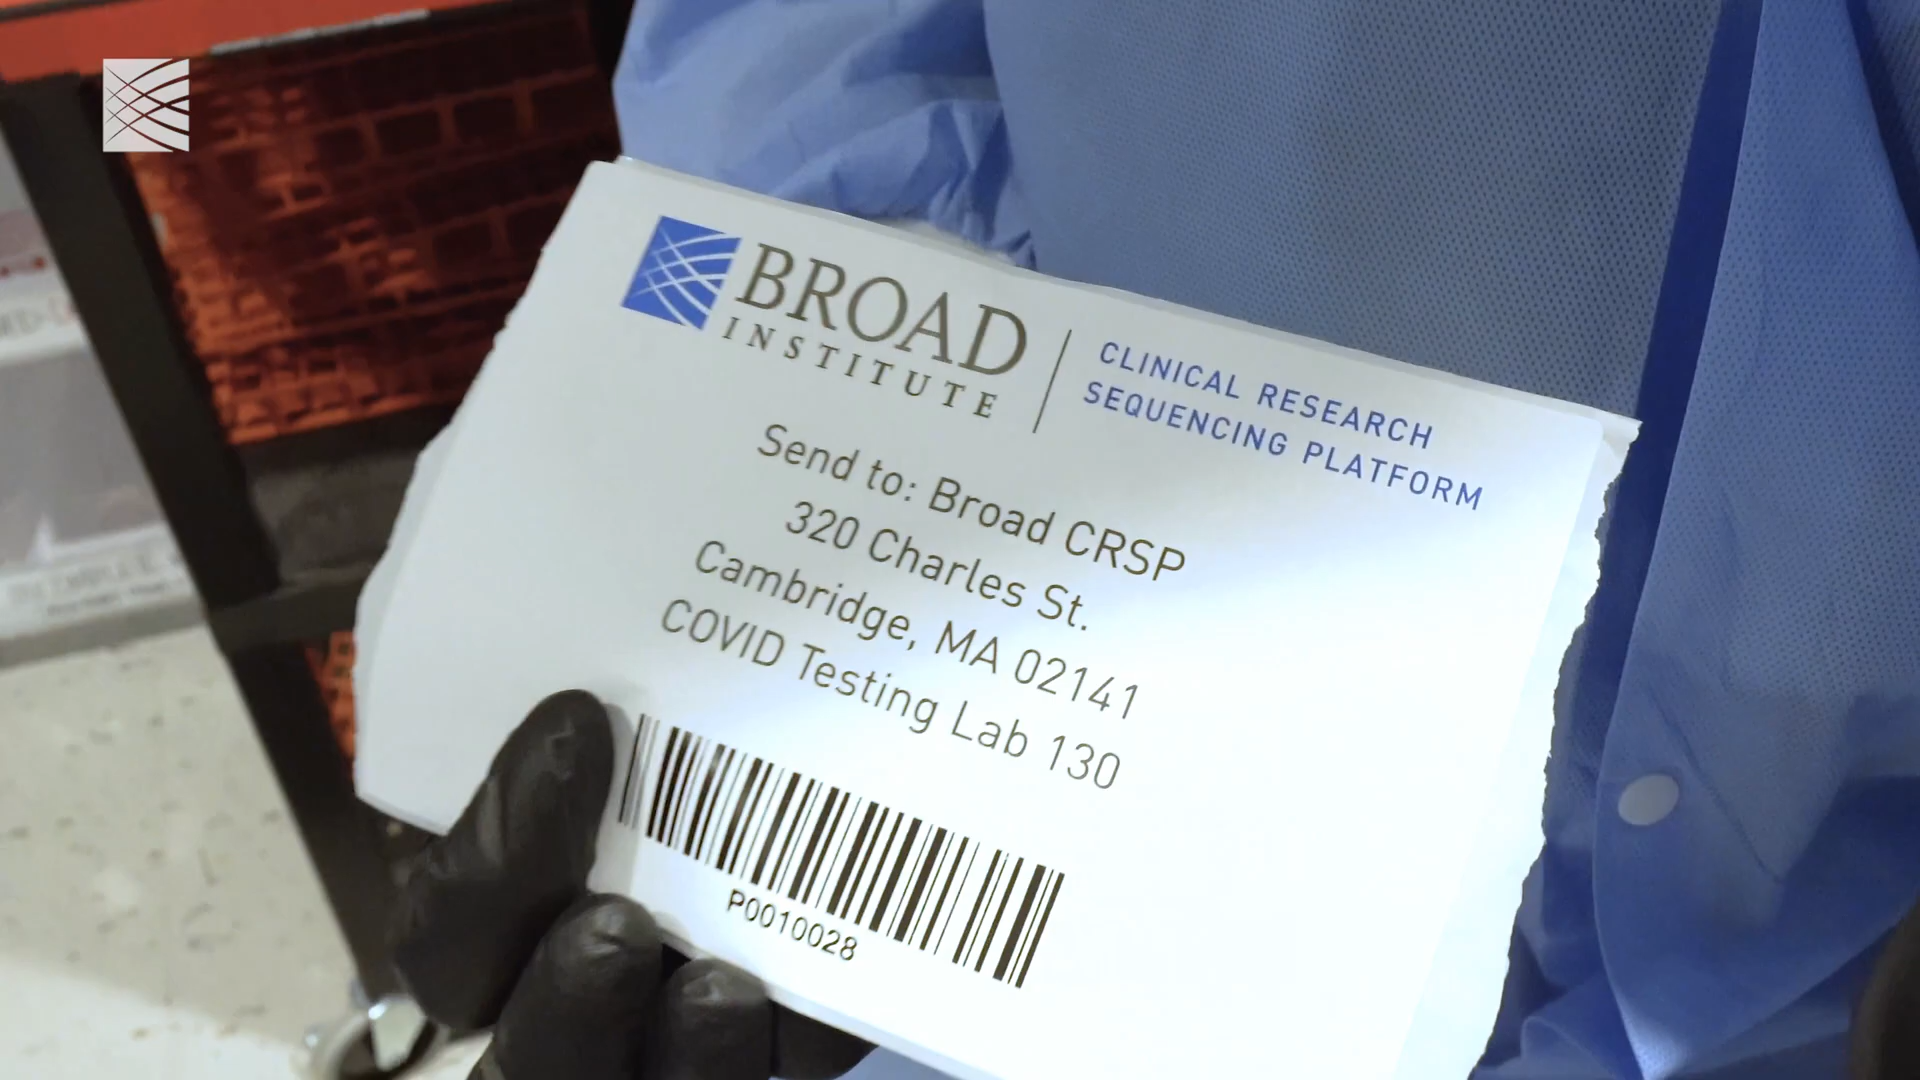 BROAD
INSTITUTE
CLINICAL RESEARCH
SEQUENCING PLATFORM
Send to: Broad CRSP
320 Charles St.
Cambridge, MA 02141
COVID Testing Lab 130
P0010028